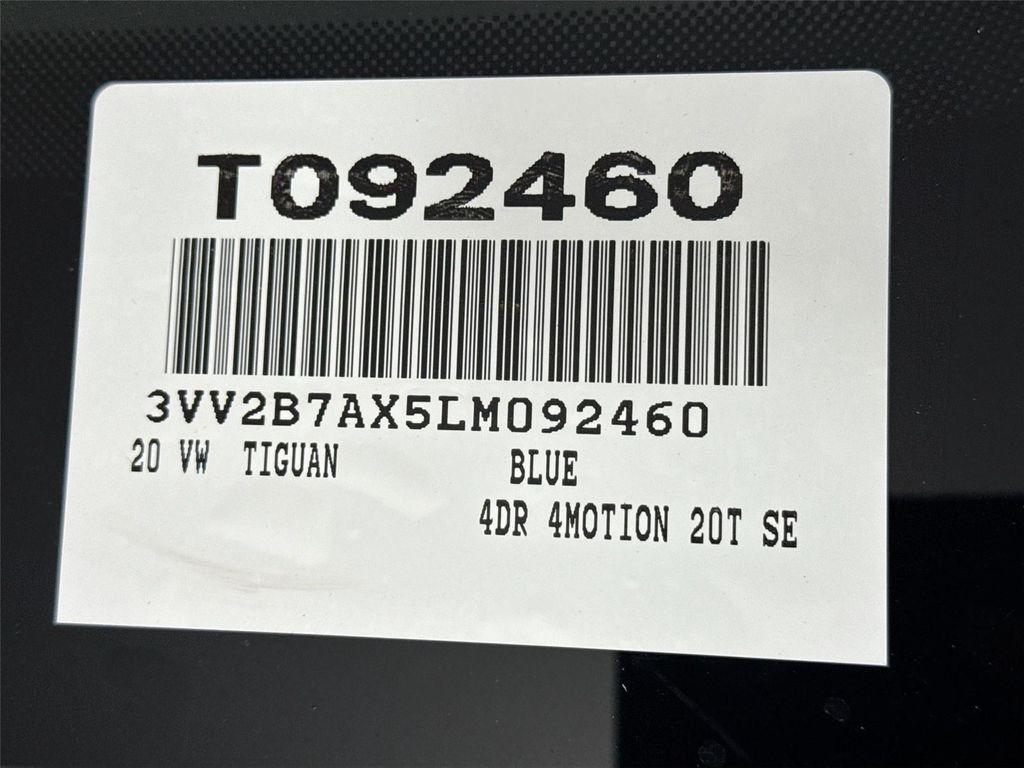 T092460
3VV2B7AX5LM092460
20 VW TIGUAN BLUE
4DR 4MOTION 20T SE